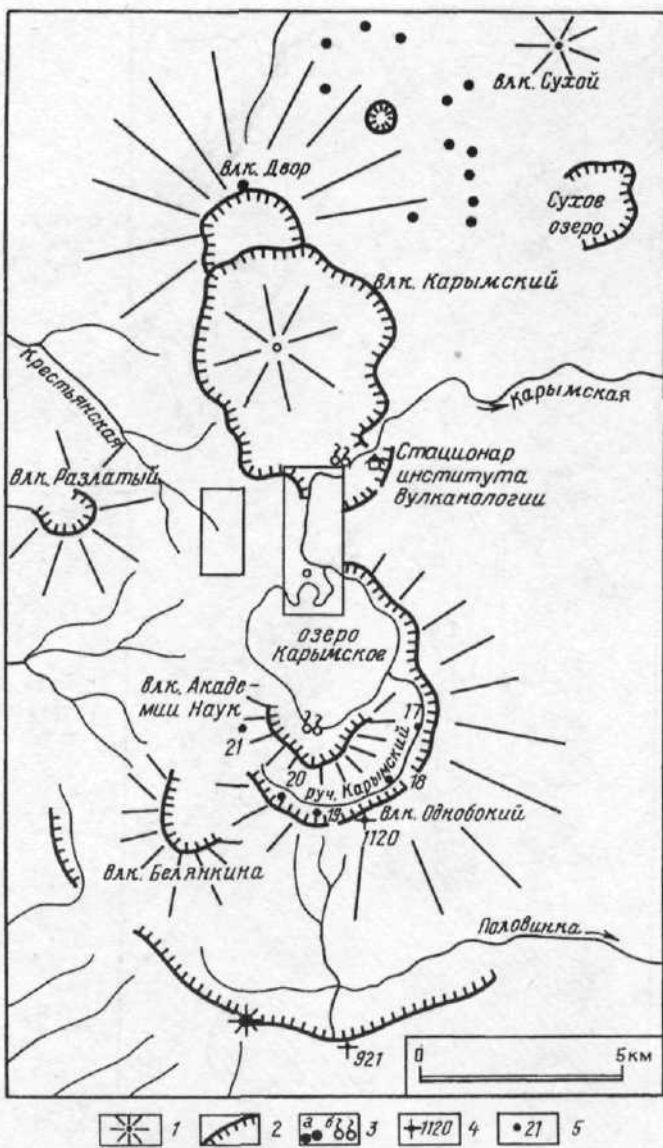 влк. Сухой
влк. Двор
Сухое
озеро
влк. Карымский
Крестьянская
Карымская
Стационар
института
вулканологии
влк. Разлатый
озеро
Карымское
влк. Акаде-
мии Наук
21
17
20
руч. Карымский
18
19
влк. Однобокий
1120
влк. Белянкина
Половинка
921
0 5км
1 2 а б 3 1120 4 21 5